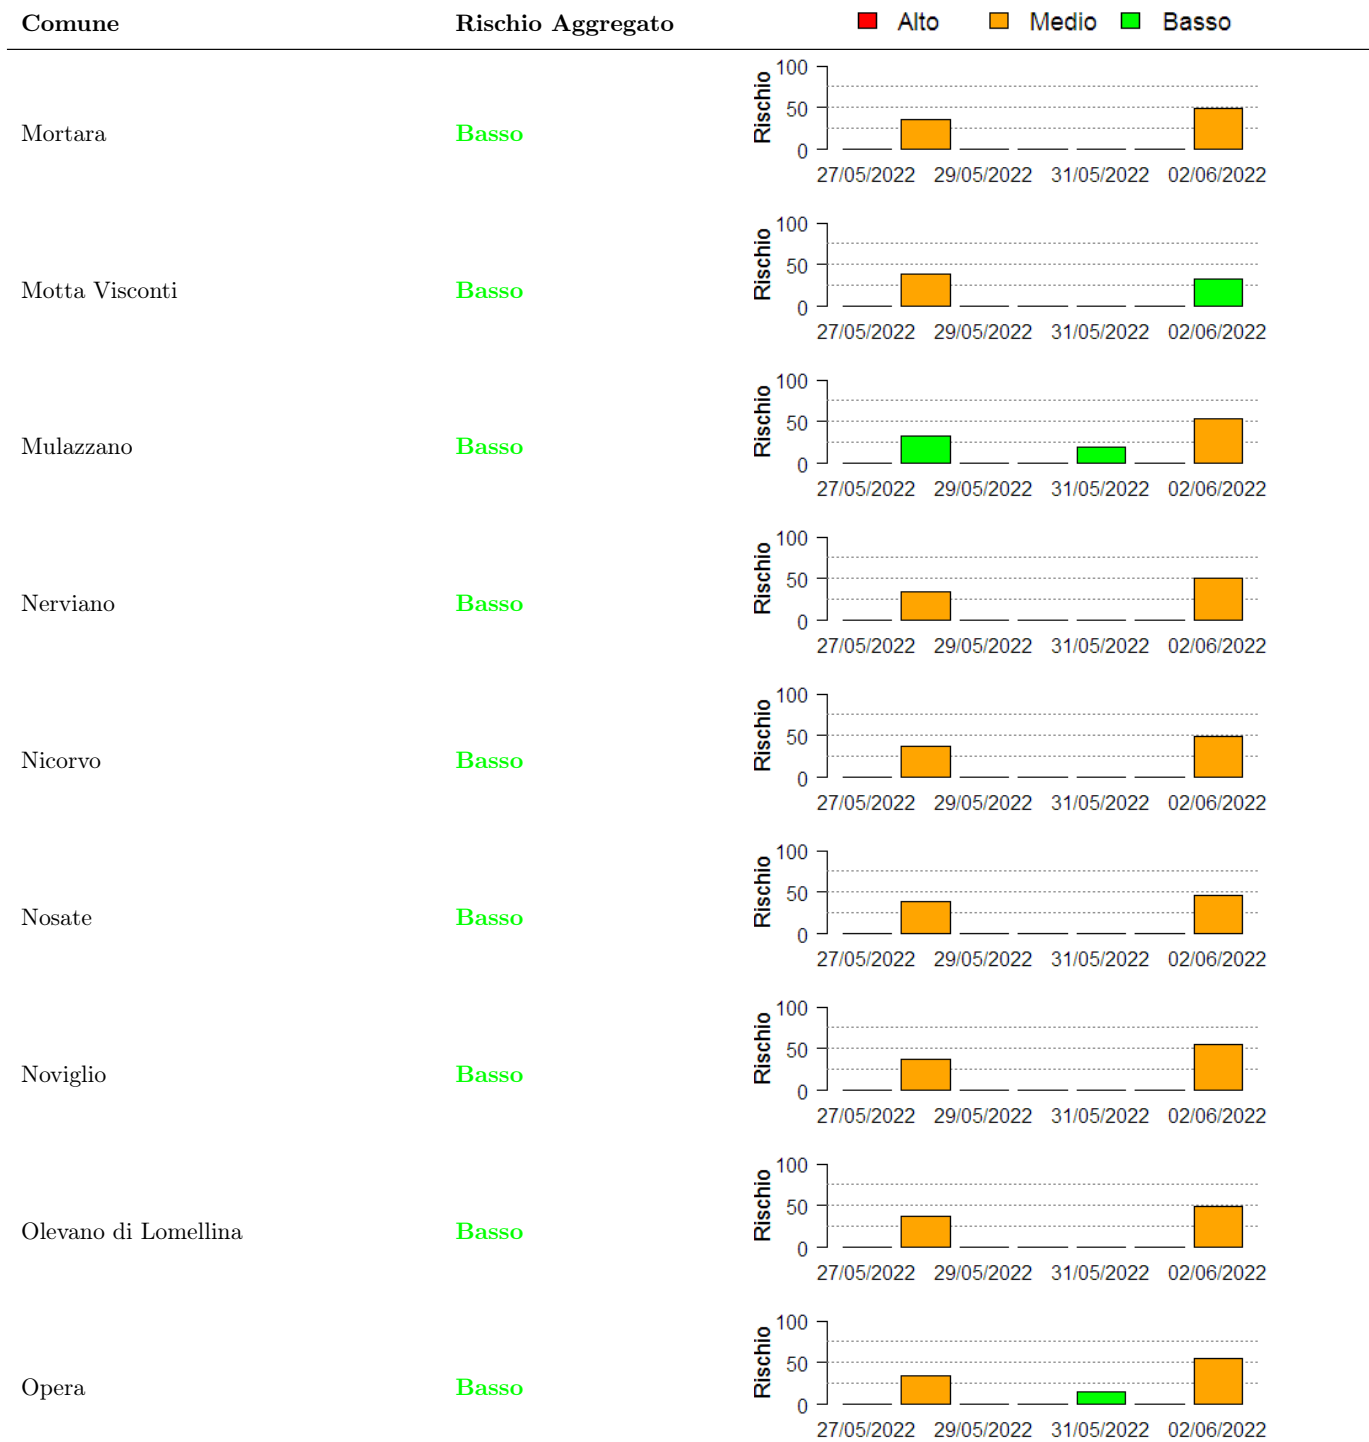 Comune Rischio Aggregato Alto Medio Basso
100
50
0
Rischio
Mortara Basso
27/05/2022 29/05/2022 31/05/2022 02/06/2022
100
50
0
Rischio
Motta Visconti Basso
27/05/2022 29/05/2022 31/05/2022 02/06/2022
100
50
0
Rischio
Mulazzano Basso
27/05/2022 29/05/2022 31/05/2022 02/06/2022
100
50
0
Rischio
Nerviano Basso
27/05/2022 29/05/2022 31/05/2022 02/06/2022
100
50
0
Rischio
Nicorvo Basso
27/05/2022 29/05/2022 31/05/2022 02/06/2022
100
50
0
Rischio
Nosate Basso
27/05/2022 29/05/2022 31/05/2022 02/06/2022
100
50
0
Rischio
Noviglio Basso
27/05/2022 29/05/2022 31/05/2022 02/06/2022
100
50
0
Rischio
Olevano di Lomellina Basso
27/05/2022 29/05/2022 31/05/2022 02/06/2022
100
50
0
Rischio
Opera Basso
27/05/2022 29/05/2022 31/05/2022 02/06/2022